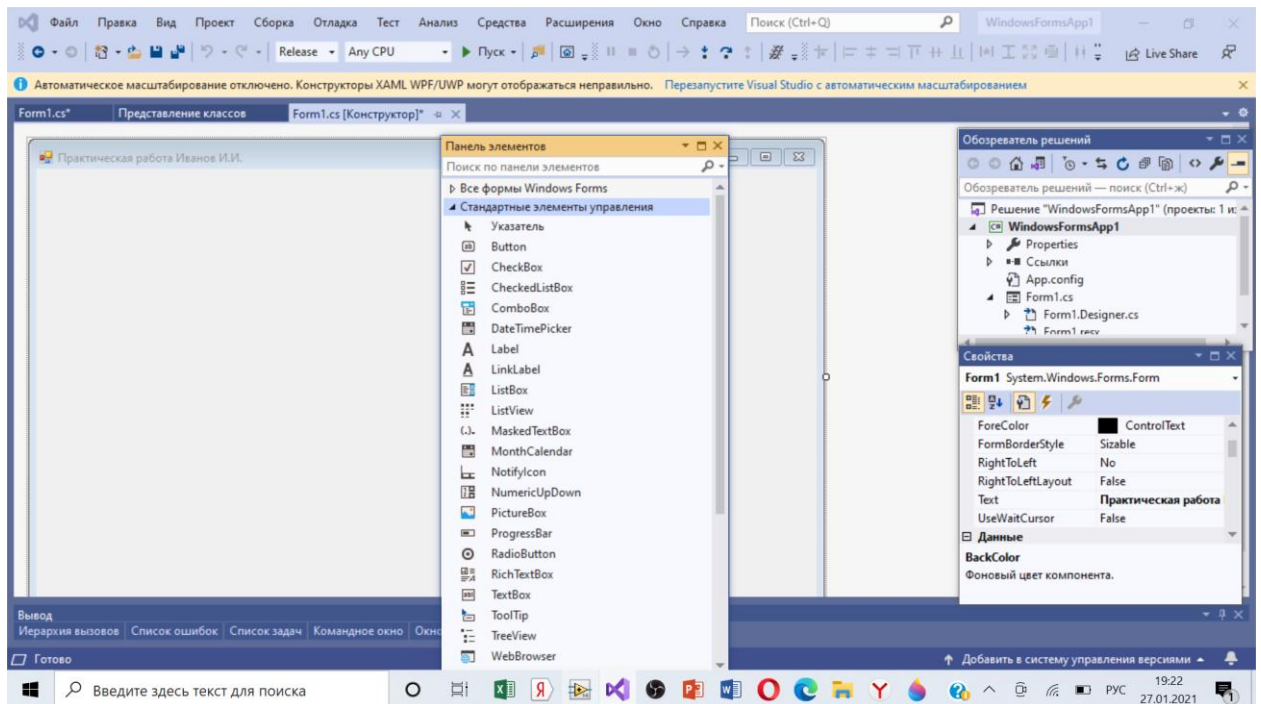 Файл Правка Вид Проект Сборка Отладка Тест Анализ Средства Расширения Окно Справка Поиск (Ctrl+Q) WindowsFormsApp1
Release Any CPU Пуск Live Share
Автоматическое масштабирование отключено. Конструкторы XAML WPF/UWP могут отображаться неправильно. Перезапустите Visual Studio с автоматическим масштабированием
Form1.cs* Представление классов Form1.cs [Конструктор]*
Практическая работа Иванов И.И.
Панель элементов
Поиск по панели элементов
Все формы Windows Forms
Стандартные элементы управления
Указатель
Button
CheckBox
CheckedListBox
ComboBox
DateTimePicker
Label
LinkLabel
ListBox
ListView
MaskedTextBox
MonthCalendar
NotifyIcon
NumericUpDown
PictureBox
ProgressBar
RadioButton
RichTextBox
TextBox
ToolTip
TreeView
WebBrowser
Обозреватель решений
Обозреватель решений — поиск (Ctrl+ж)
Решение "WindowsFormsApp1" (проекты: 1 из
WindowsFormsApp1
Properties
Ссылки
App.config
Form1.cs
Form1.Designer.cs
Form1.resx
Свойства
Form1 System.Windows.Forms.Form
ForeColor ControlText
FormBorderStyle Sizable
RightToLeft No
RightToLeftLayout False
Text Практическая работа
UseWaitCursor False
Данные
BackColor
Фоновый цвет компонента.
Вывод
Иерархия вызовов Список ошибок Список задач Командное окно Окно
Готово Добавить в систему управления версиями
Введите здесь текст для поиска РУС 19:22
27.01.2021